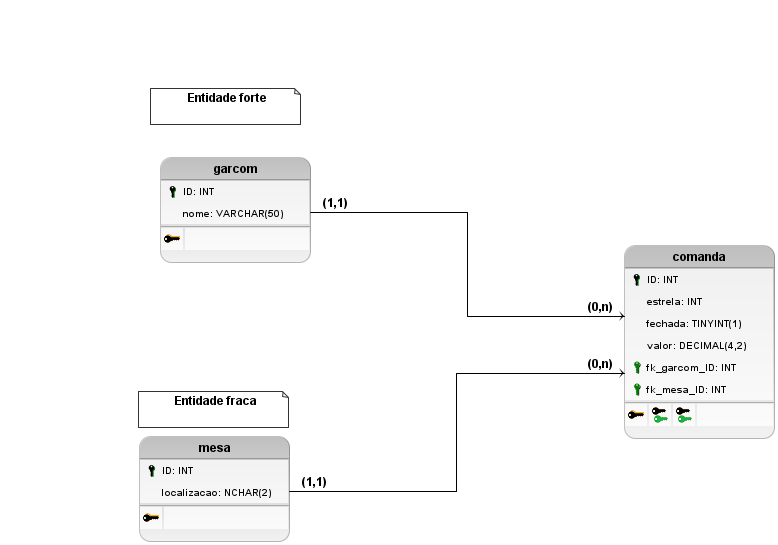 Entidade forte
garcom
ID: INT
nome: VARCHAR(50)
(1,1)
comanda
ID: INT
estrela: INT
fechada: TINYINT(1)
valor: DECIMAL(4,2)
fk_garcom_ID: INT
fk_mesa_ID: INT
(0,n)
(0,n)
Entidade fraca
mesa
ID: INT
localizacao: NCHAR(2)
(1,1)